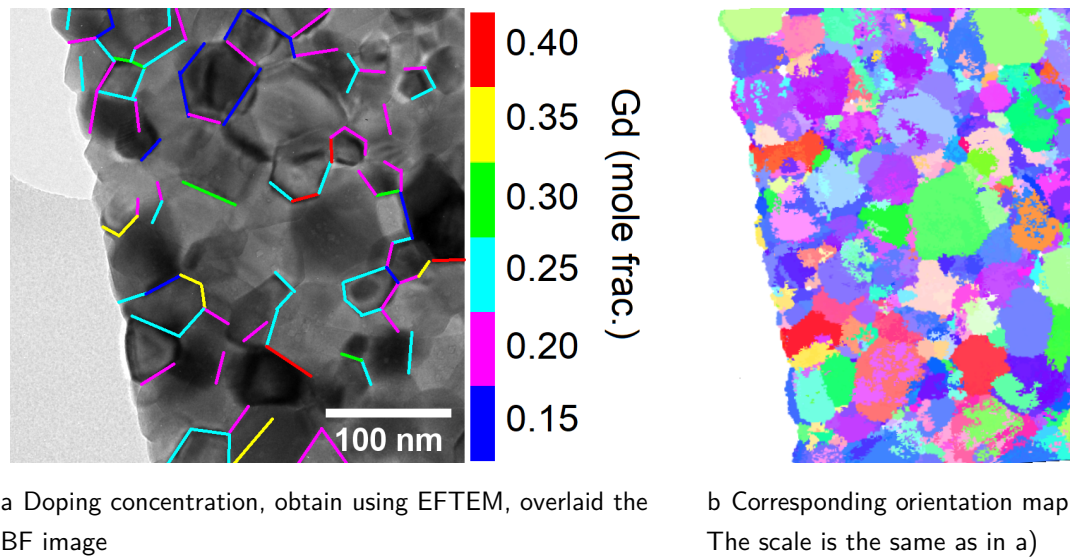 0.40
0.35
0.30
0.25
0.20
0.15
Gd (mole frac.)
100 nm
a Doping concentration, obtain using EFTEM, overlaid the
BF image
b Corresponding orientation map
The scale is the same as in a)